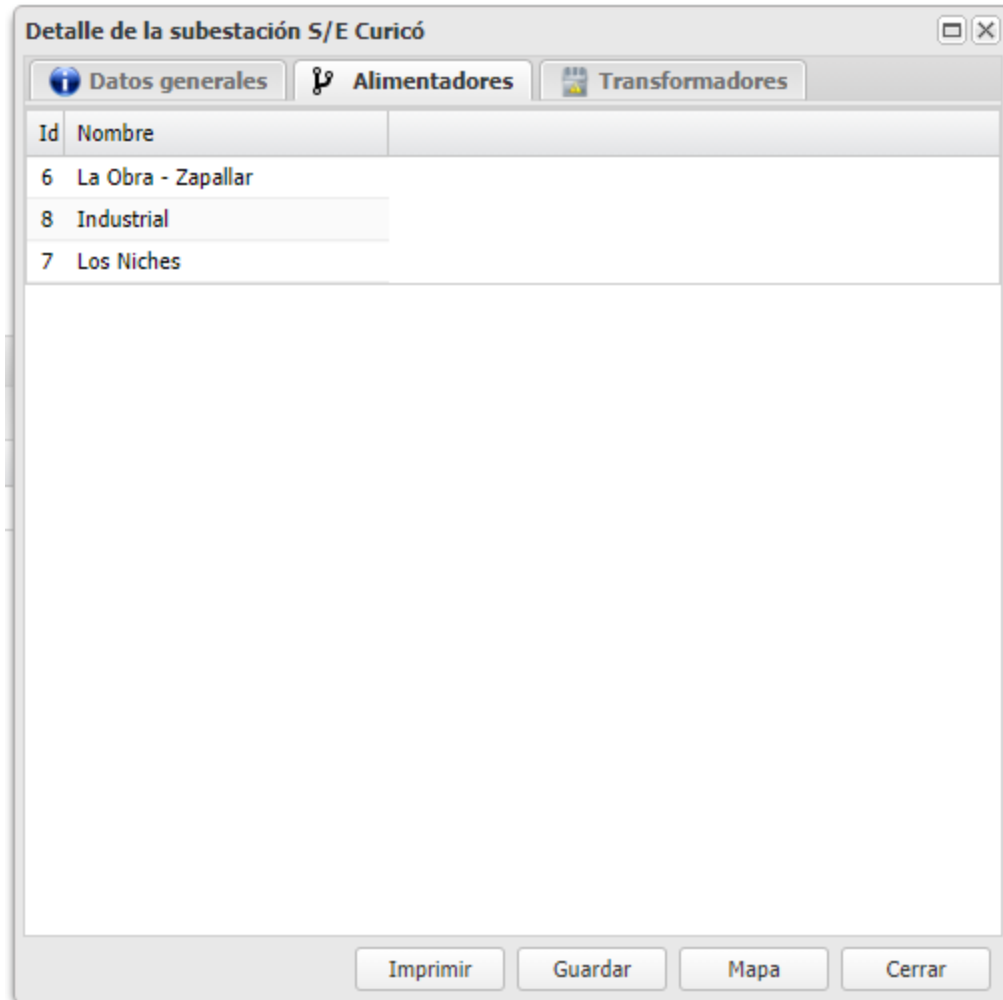 Detalle de la subestación S/E Curicó
Datos generales Alimentadores Transformadores
Id Nombre
6 La Obra - Zapallar
8 Industrial
7 Los Niches
Imprimir Guardar Mapa Cerrar